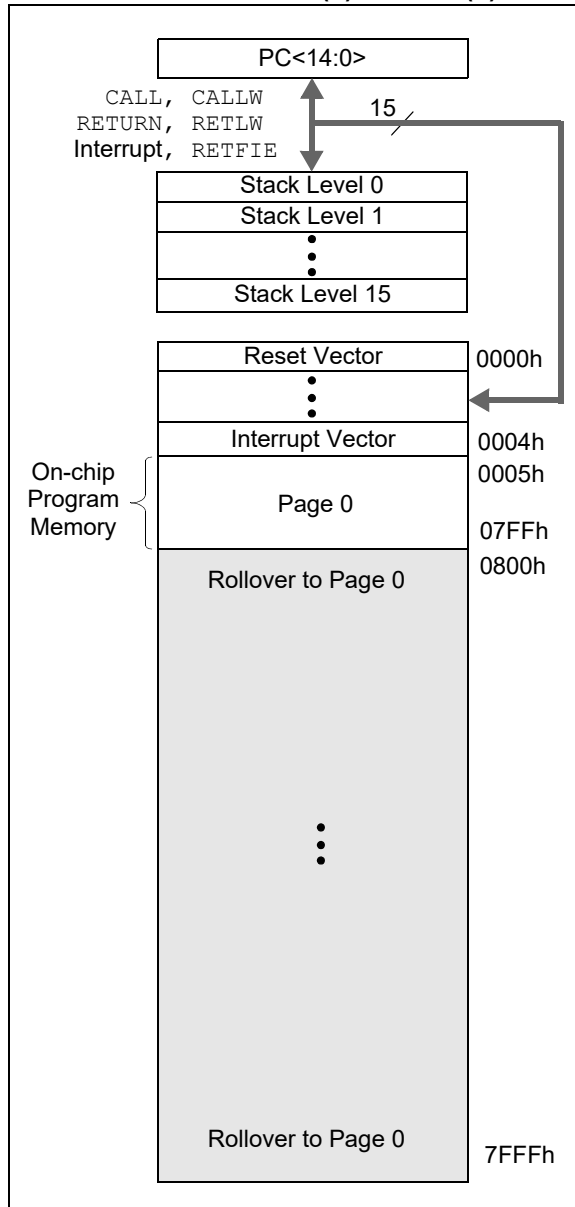 PC<14:0>
CALL, CALLW
RETURN, RETLW
Interrupt, RETFIE
15
Stack Level 0
Stack Level 1
Stack Level 15
Reset Vector
0000h
Interrupt Vector
0004h
On-chip
Program
Memory
Page 0
0005h
07FFh
Rollover to Page 0
0800h
Rollover to Page 0
7FFFh